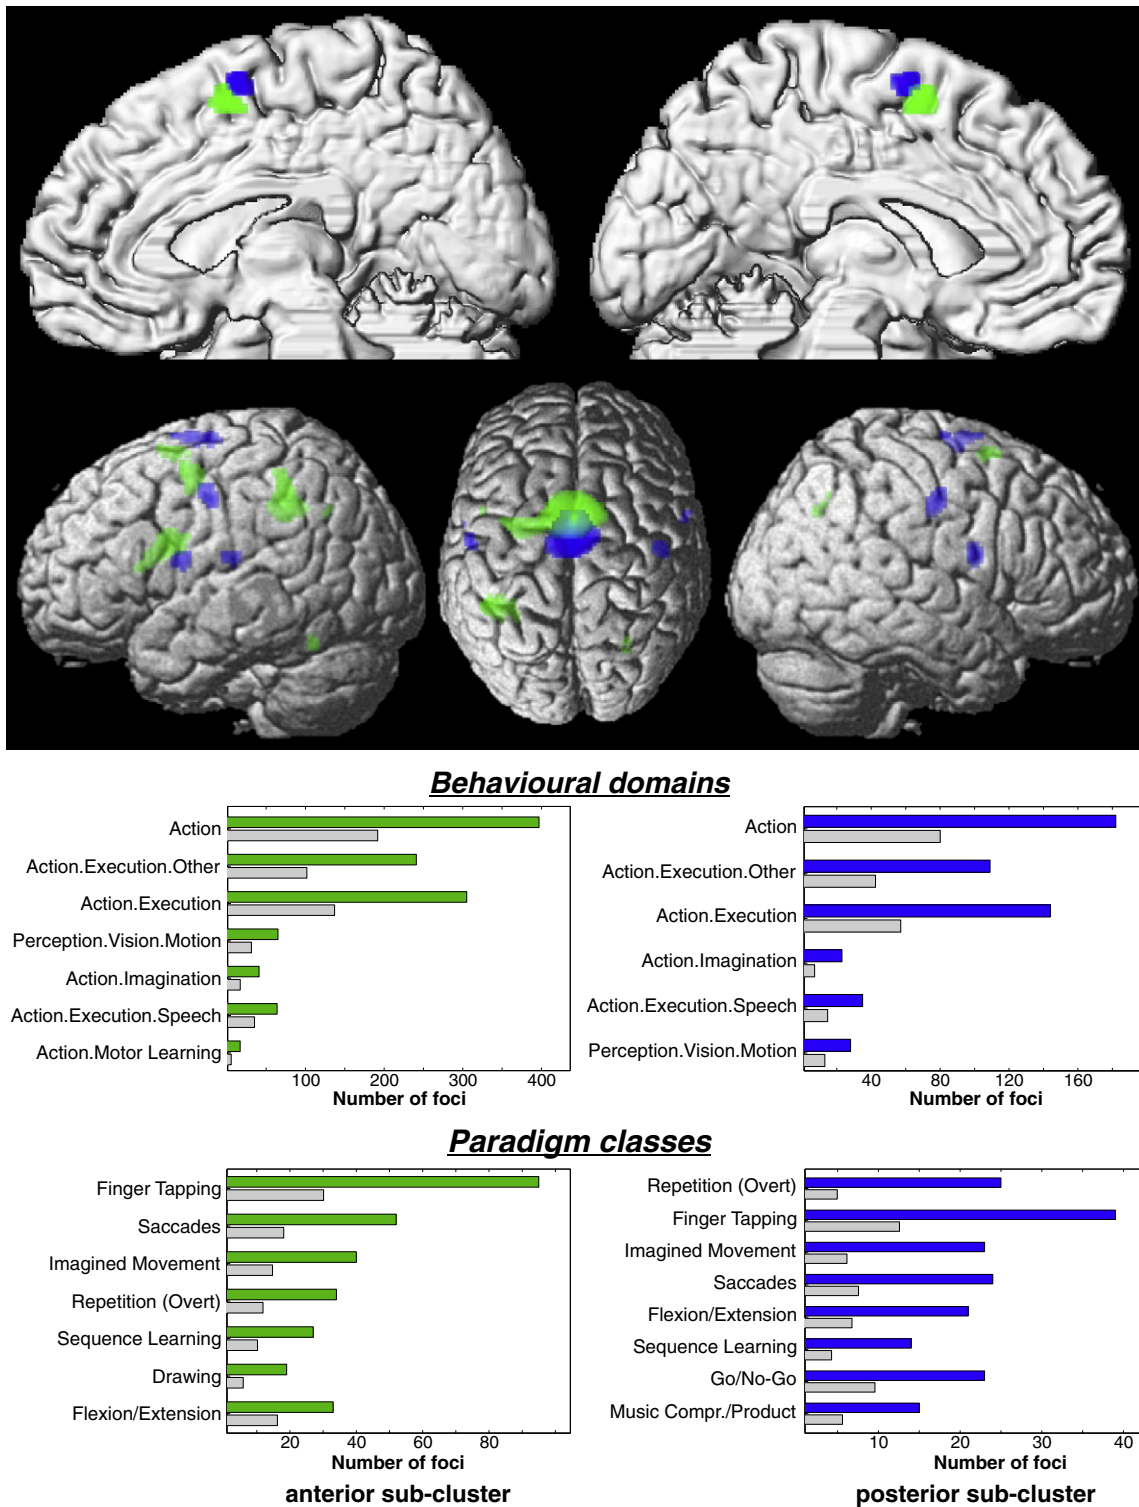 Behavioural domains
Action
Action.Execution.Other
Action.Execution
Perception.Vision.Motion
Action.Imagination
Action.Execution.Speech
Action.Motor Learning
100 200 300 400
Number of foci
Action
Action.Execution.Other
Action.Execution
Action.Imagination
Action.Execution.Speech
Perception.Vision.Motion
40 80 120 160
Number of foci
Paradigm classes
Finger Tapping
Saccades
Imagined Movement
Repetition (Overt)
Sequence Learning
Drawing
Flexion/Extension
20 40 60 80
Number of foci
anterior sub-cluster
Repetition (Overt)
Finger Tapping
Imagined Movement
Saccades
Flexion/Extension
Sequence Learning
Go/No-Go
Music Compr./Product
10 20 30 40
Number of foci
posterior sub-cluster